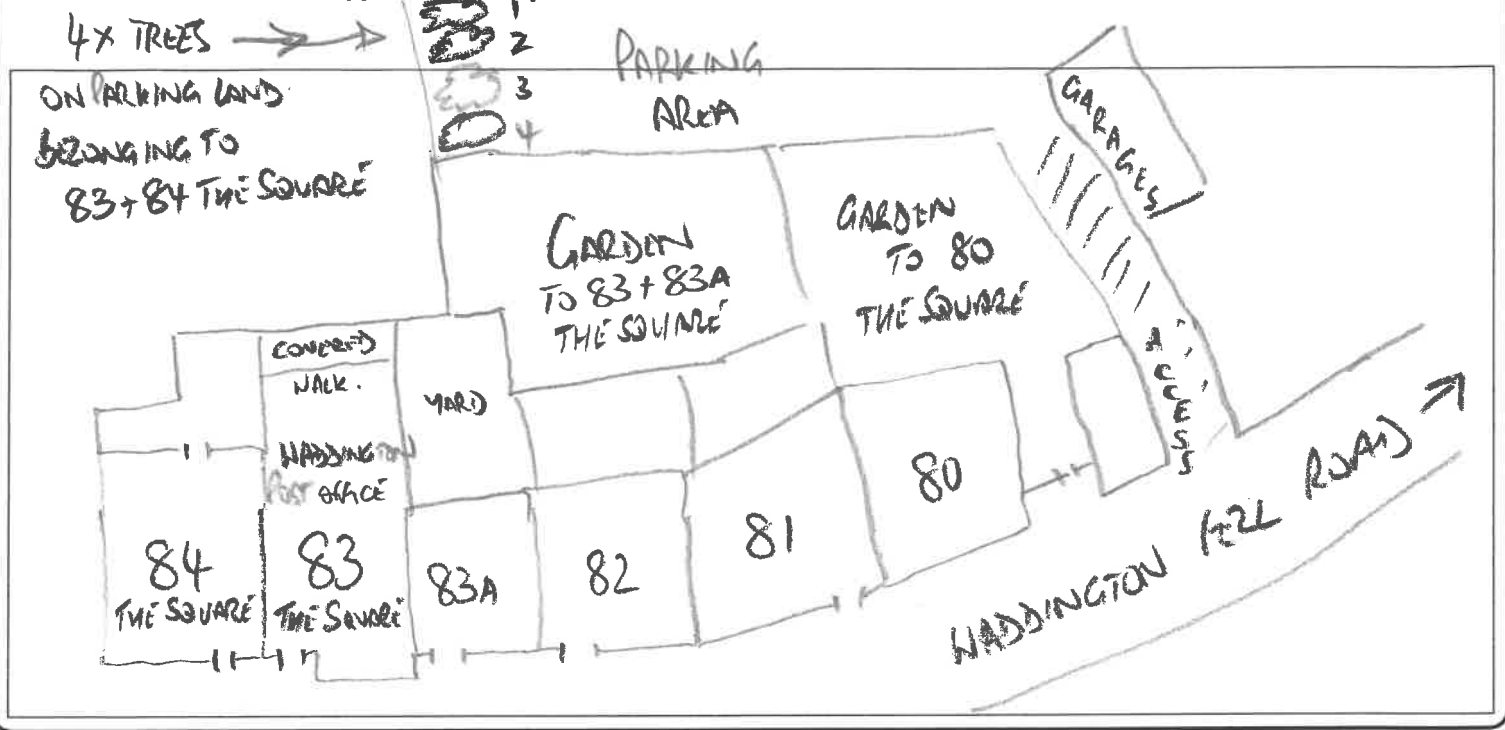 4X TREES
1
2
3
4
ON PARKING LAND
BELONGING TO
83+84 THE SQUARE
PARKING
AREA
GARAGES
GARDEN
TO 83+83A
THE SQUARE
GARDEN
TO 80
THE SQUARE
ACCESS
COVERED
WALK.
YARD
WADDINGTON
POST OFFICE
84
THE SQUARE
83
THE SQUARE
83A
82
81
80
WADDINGTON FELL ROAD